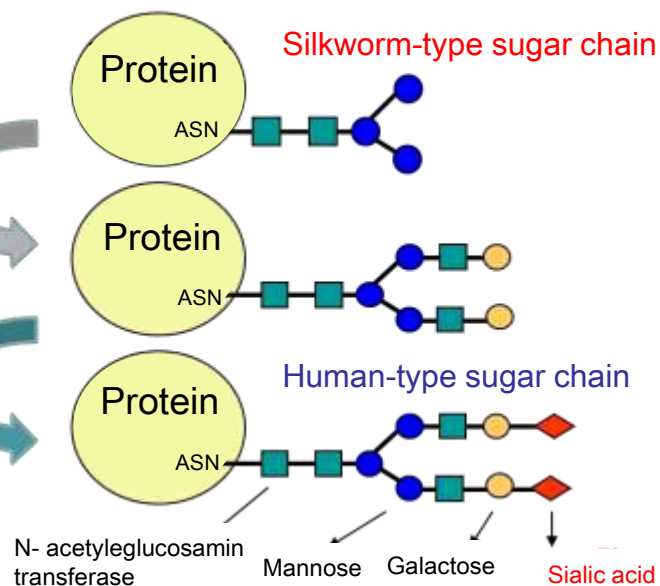 Protein
Silkworm-type sugar chain
ASN
Protein
ASN
Human-type sugar chain
Protein
ASN
N- acetyleglucosamin
transferase
Mannose
Galactose
Sialic acid